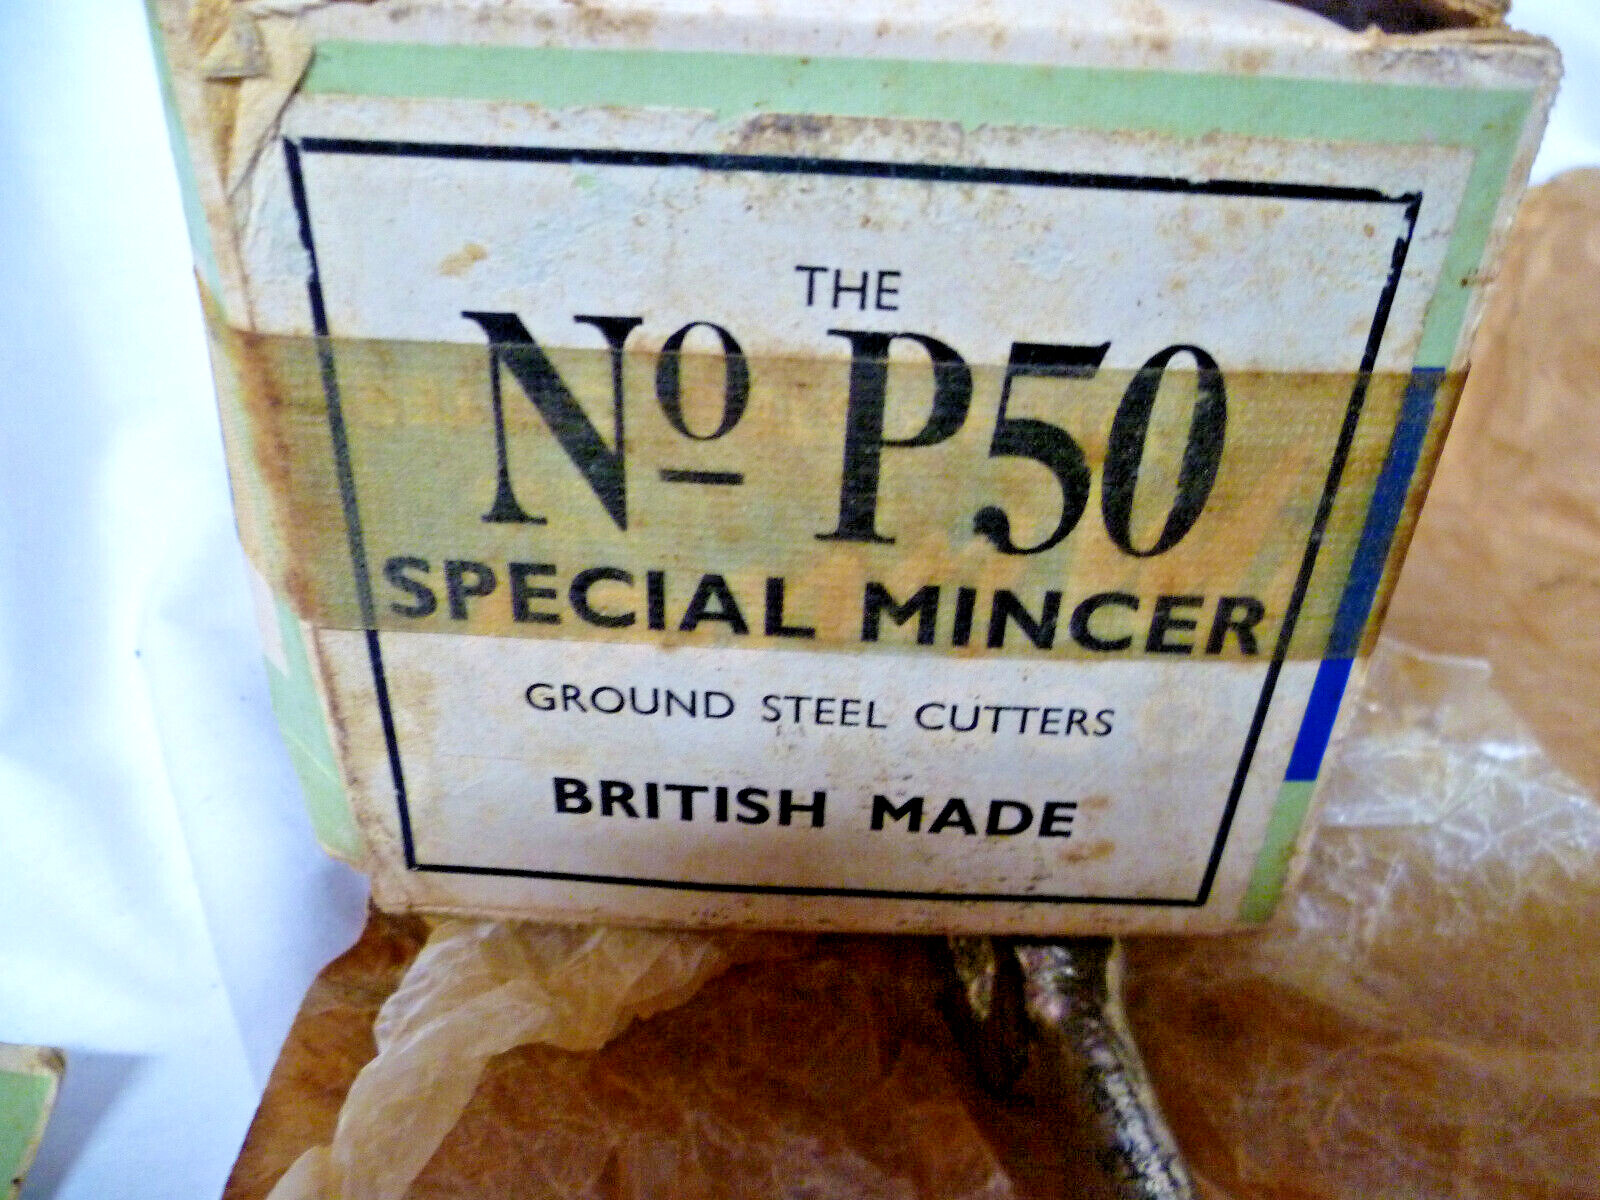 THE
Nº P50
SPECIAL MINCER
GROUND STEEL CUTTERS
BRITISH MADE